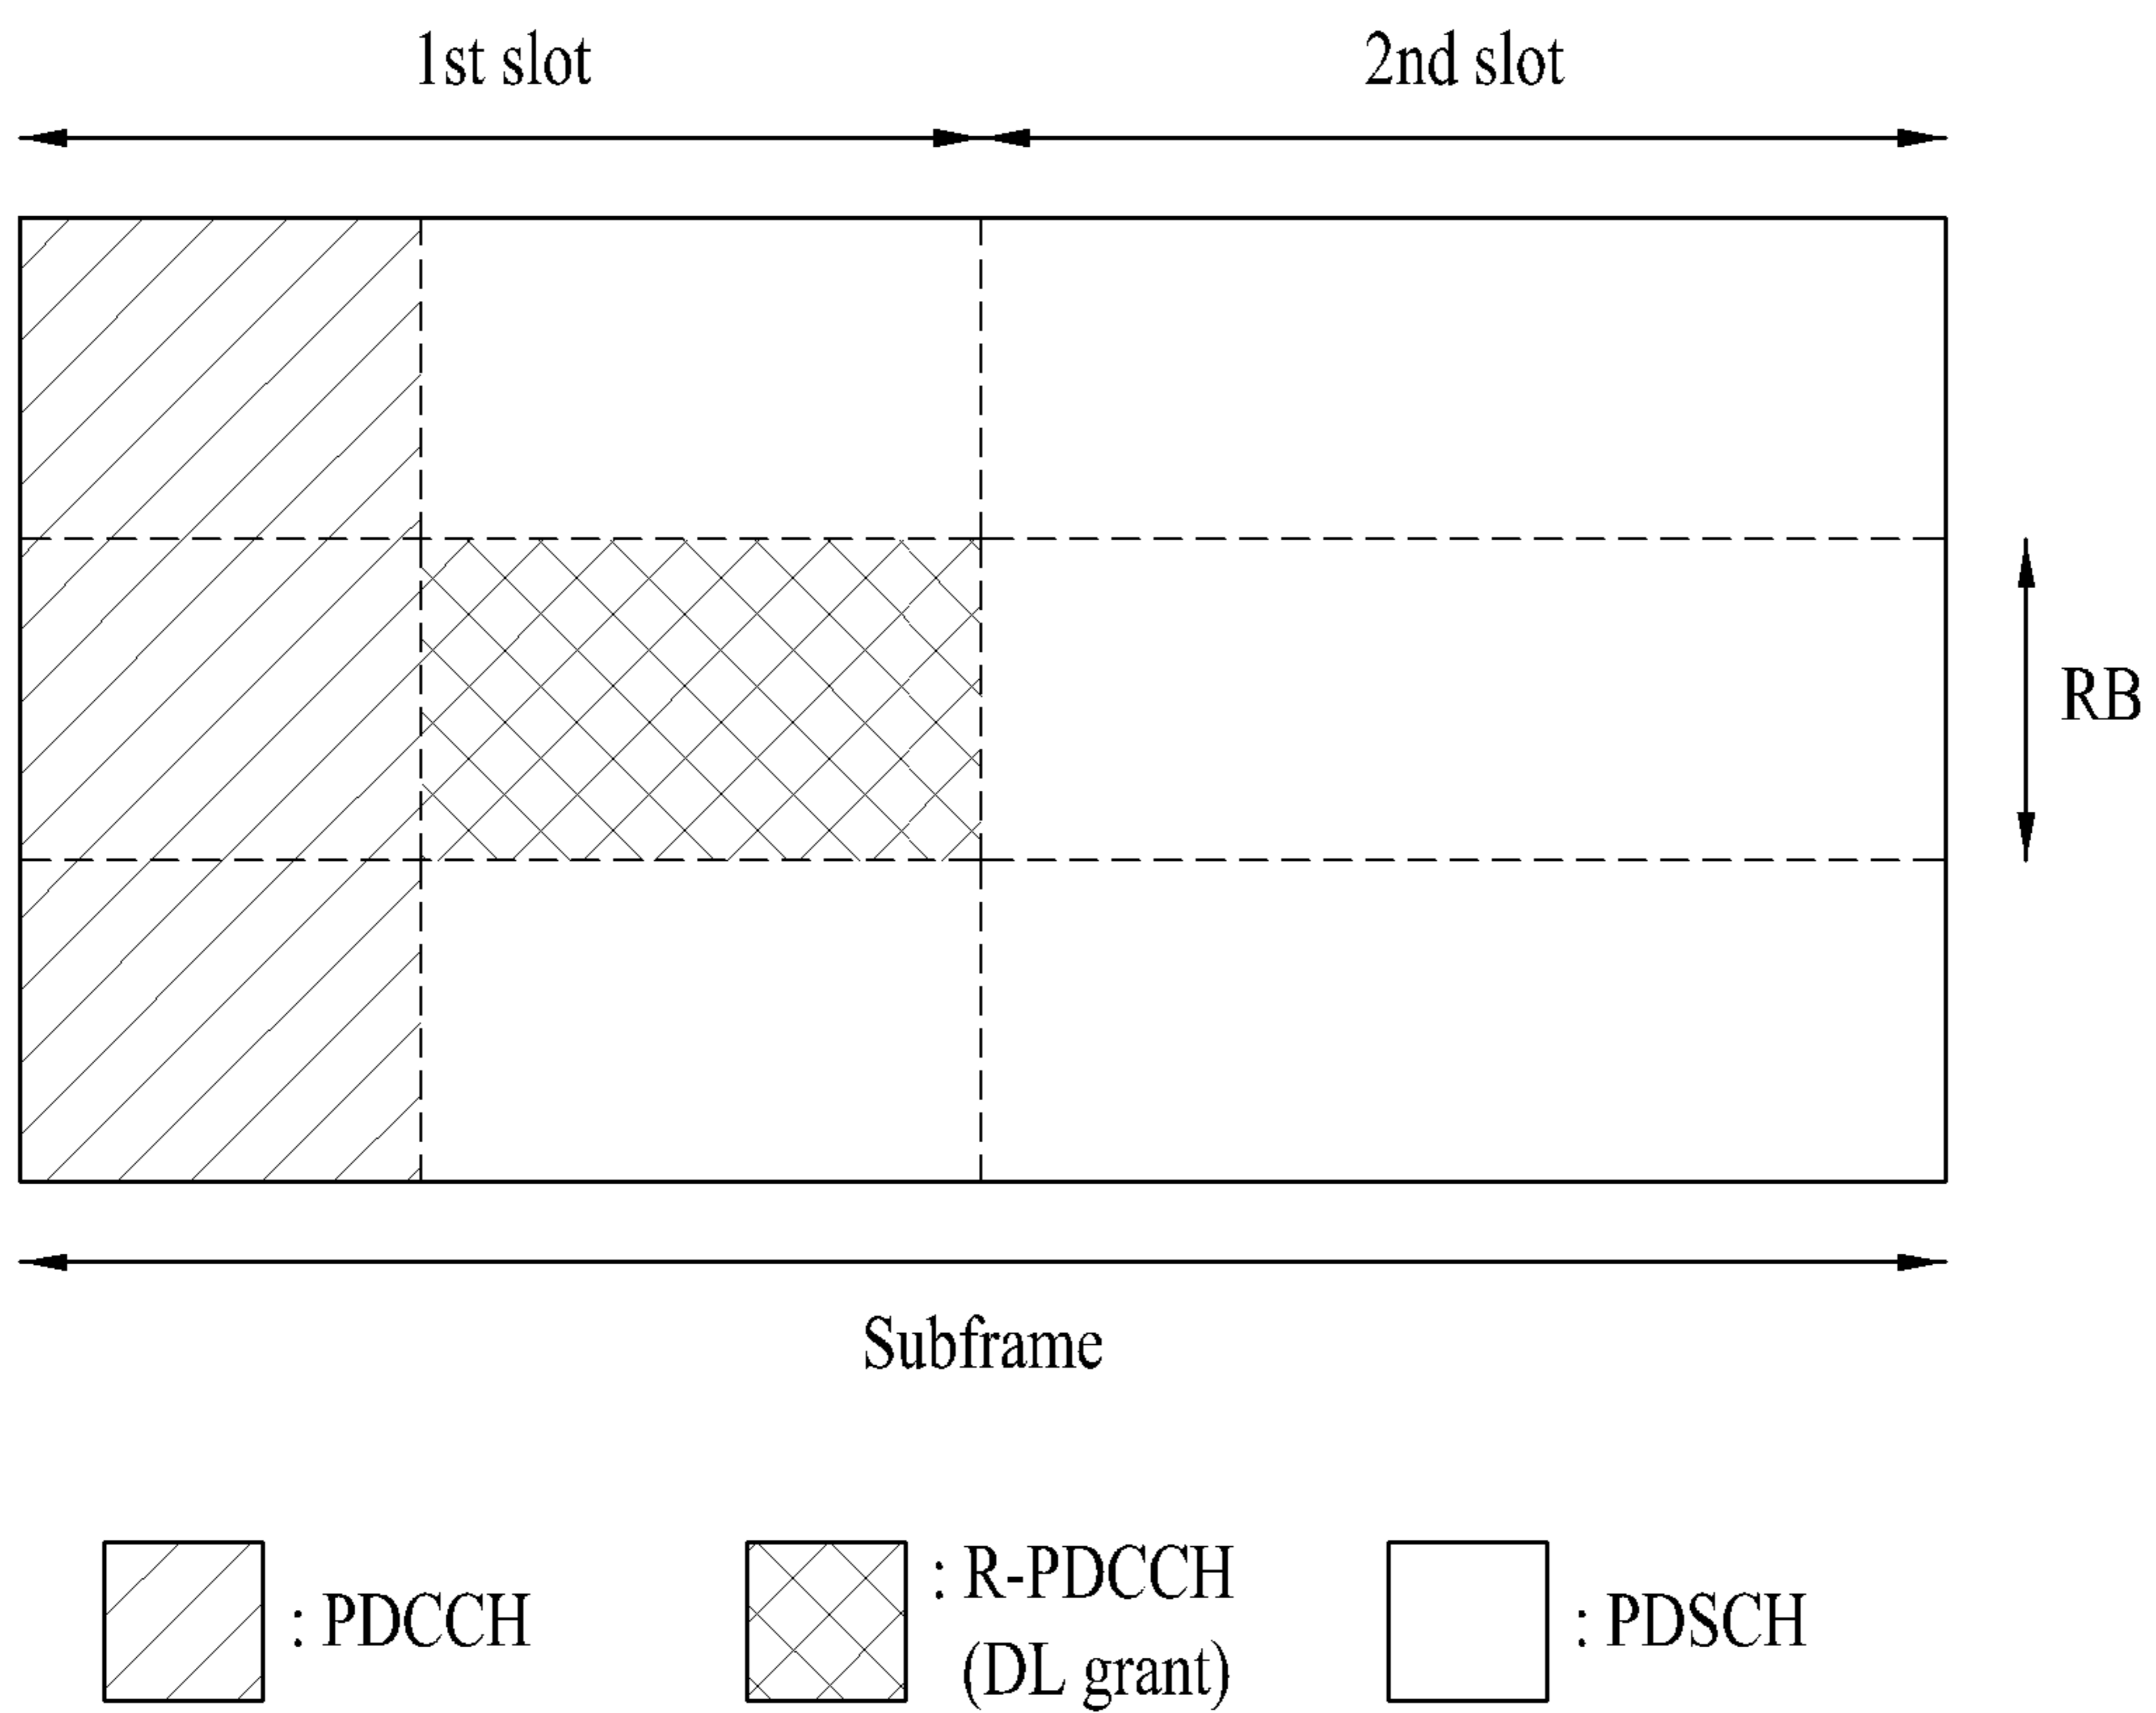 1st slot
2nd slot
RB
Subframe
: PDCCH
: R-PDCCH
(DL grant)
: PDSCH